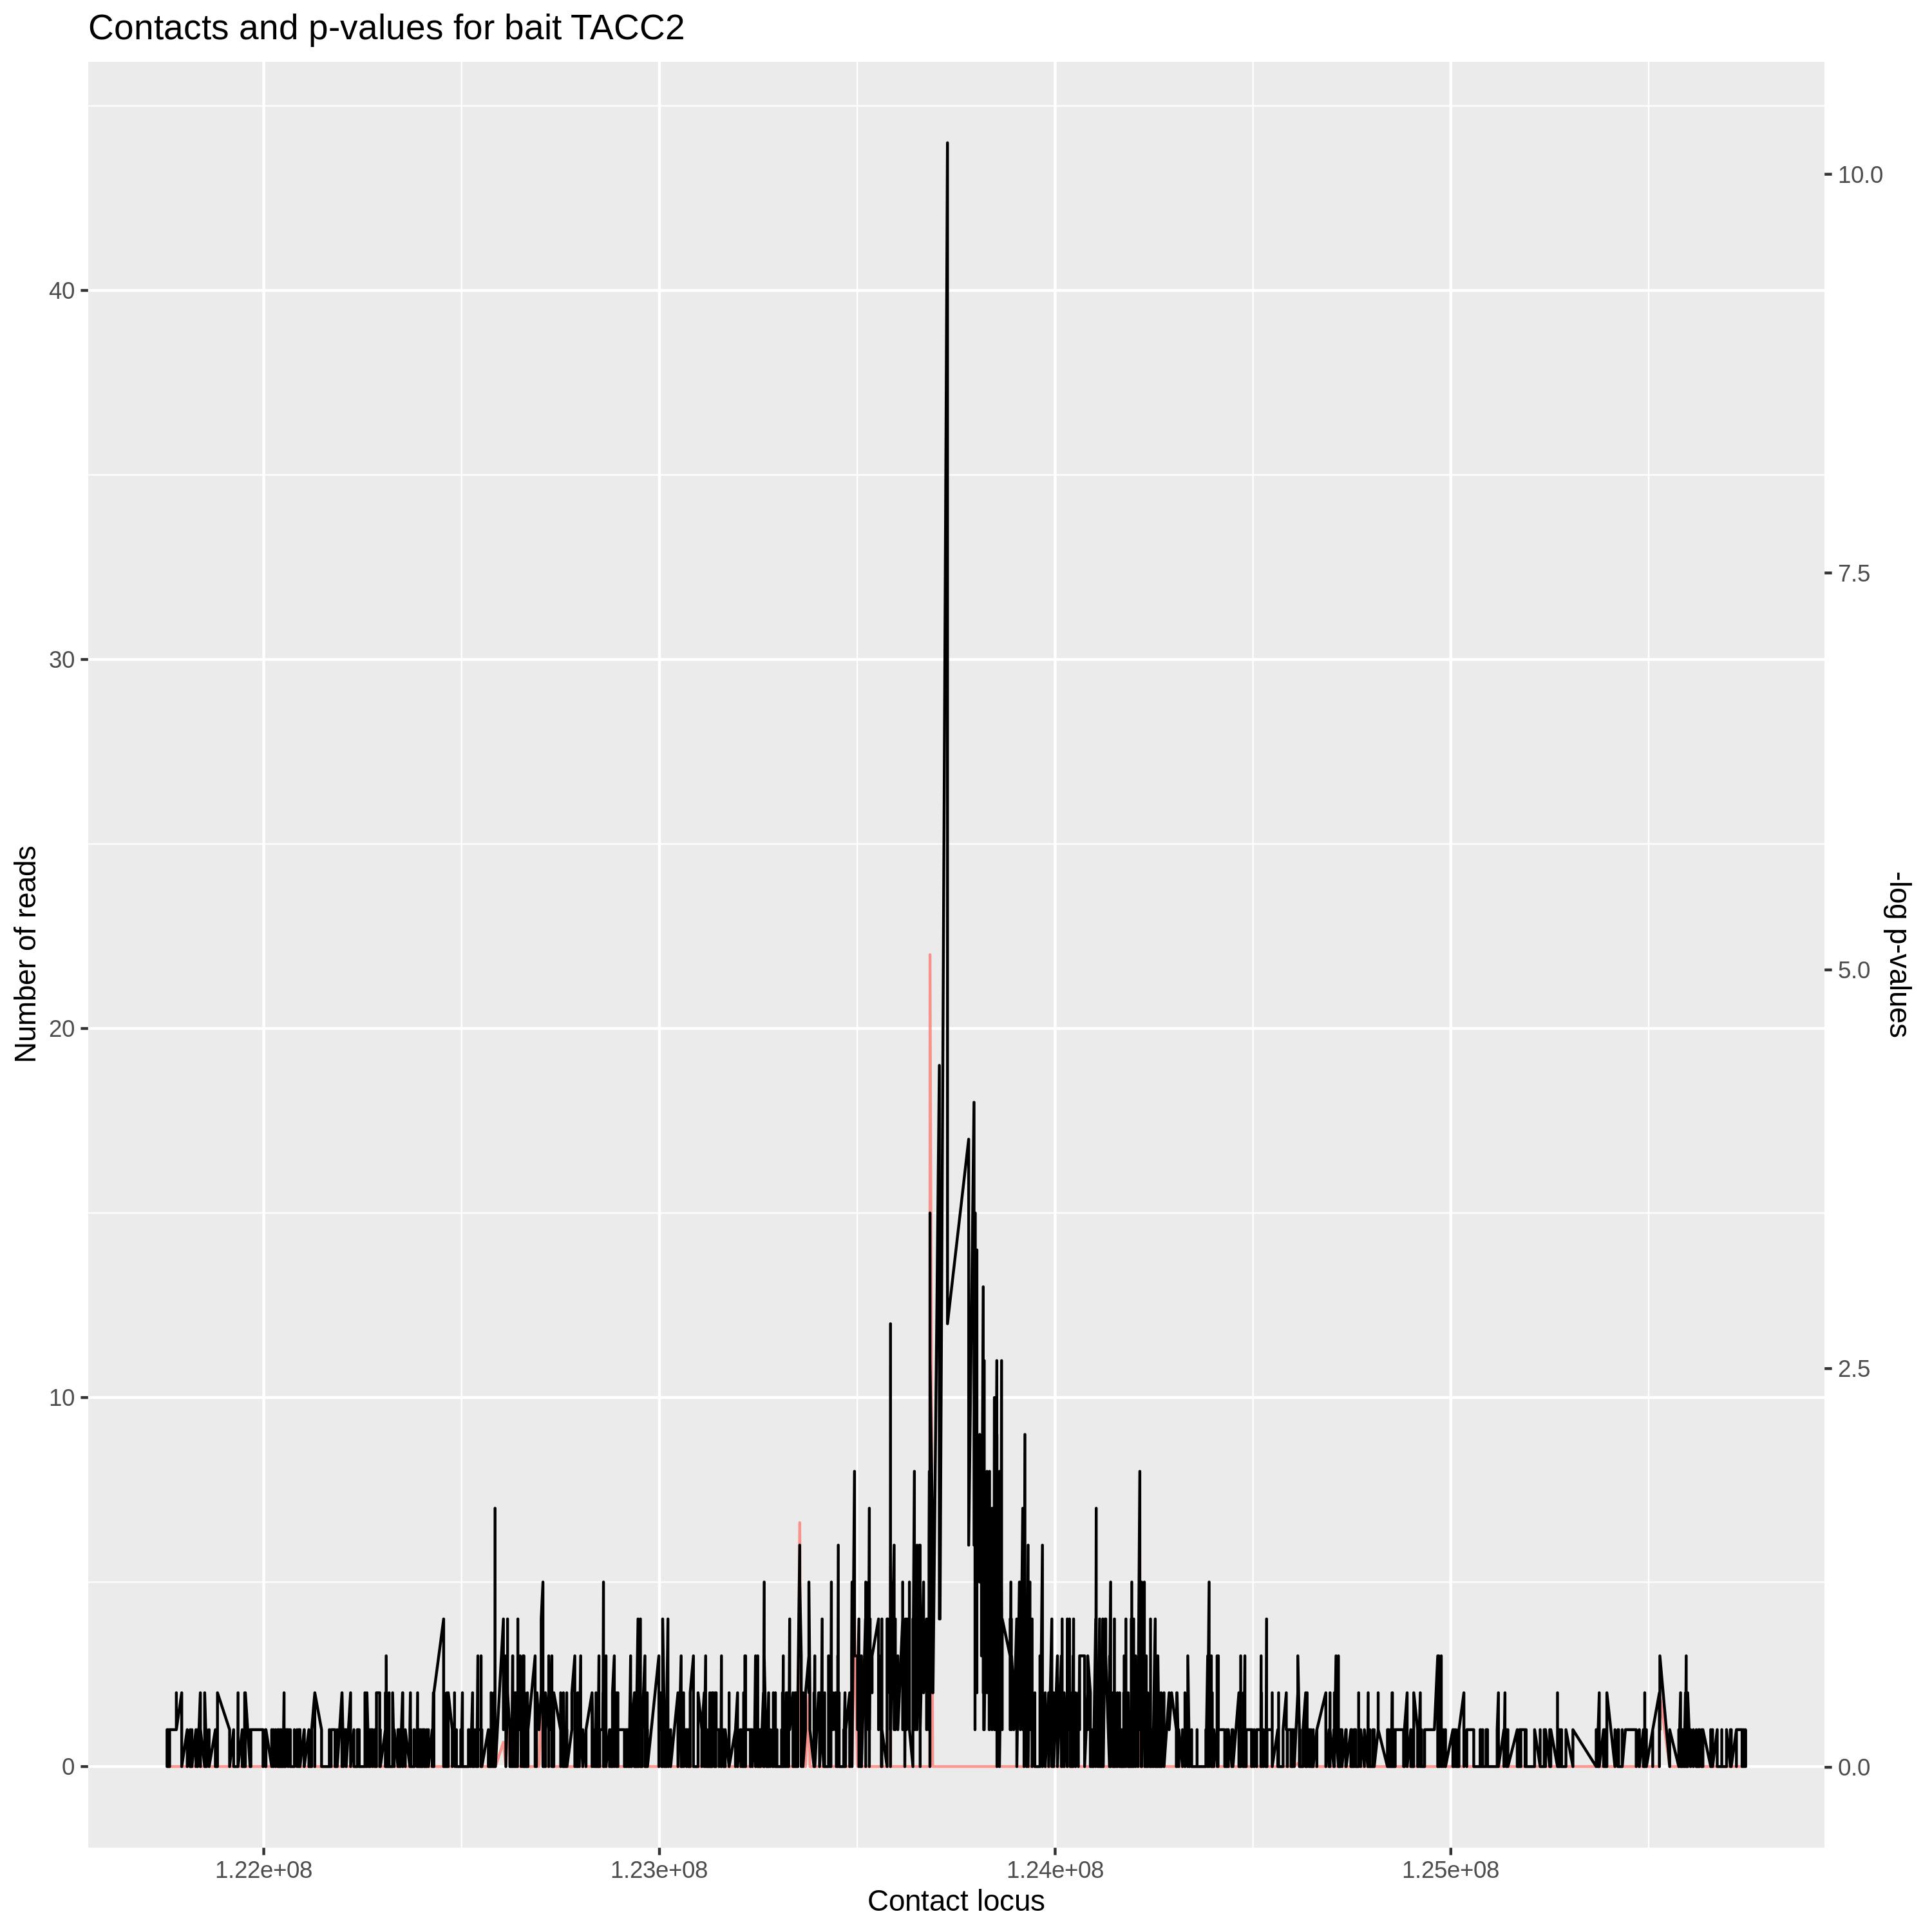 Contacts and p-values for bait TACC2
Number of reads
40
30
20
10
0
10.0
7.5
5.0
2.5
0.0
-log p-values
1.22e+08
1.23e+08
1.24e+08
1.25e+08
Contact locus